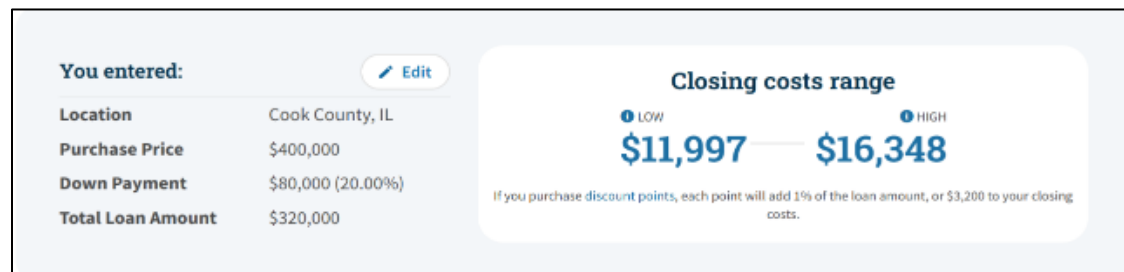 You entered:
Edit
Location Cook County, IL
Purchase Price $400,000
Down Payment $80,000 (20.00%)
Total Loan Amount $320,000
Closing costs range
LOW HIGH
$11,997 $16,348
If you purchase discount points, each point will add 1% of the loan amount, or $3,200 to your closing
costs.